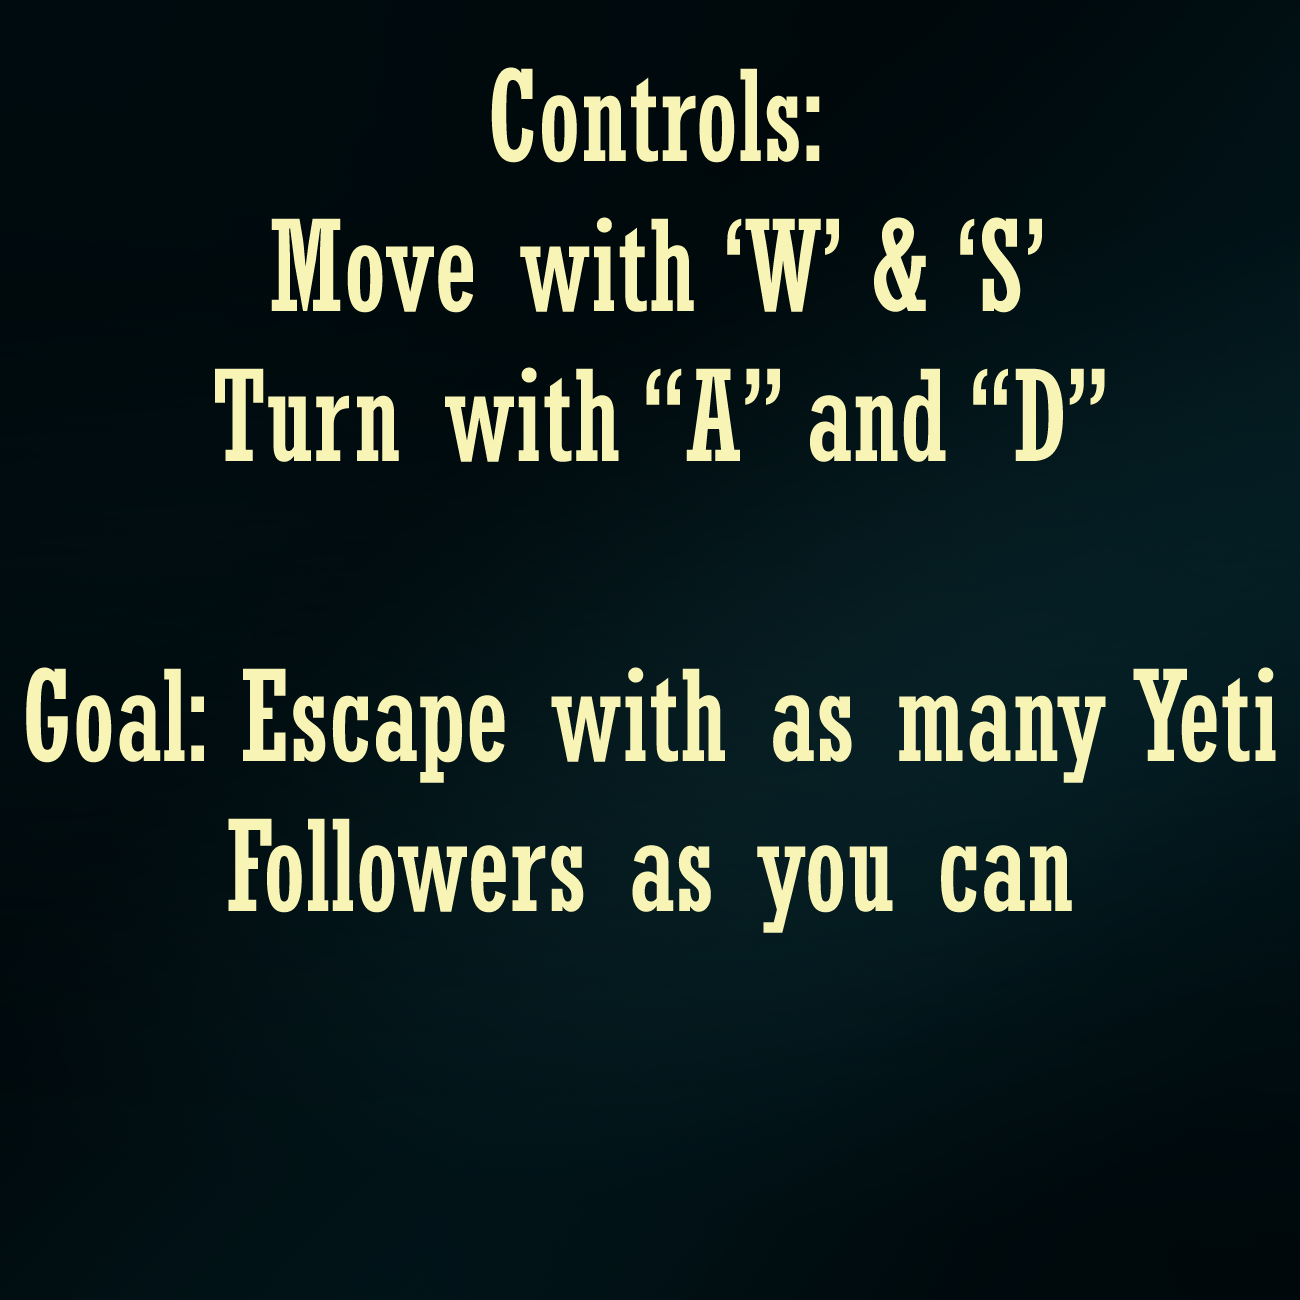 Controls:
Move with ‘W’ & ‘S’
Turn with “A” and “D”
Goal: Escape with as many Yeti
Followers as you can